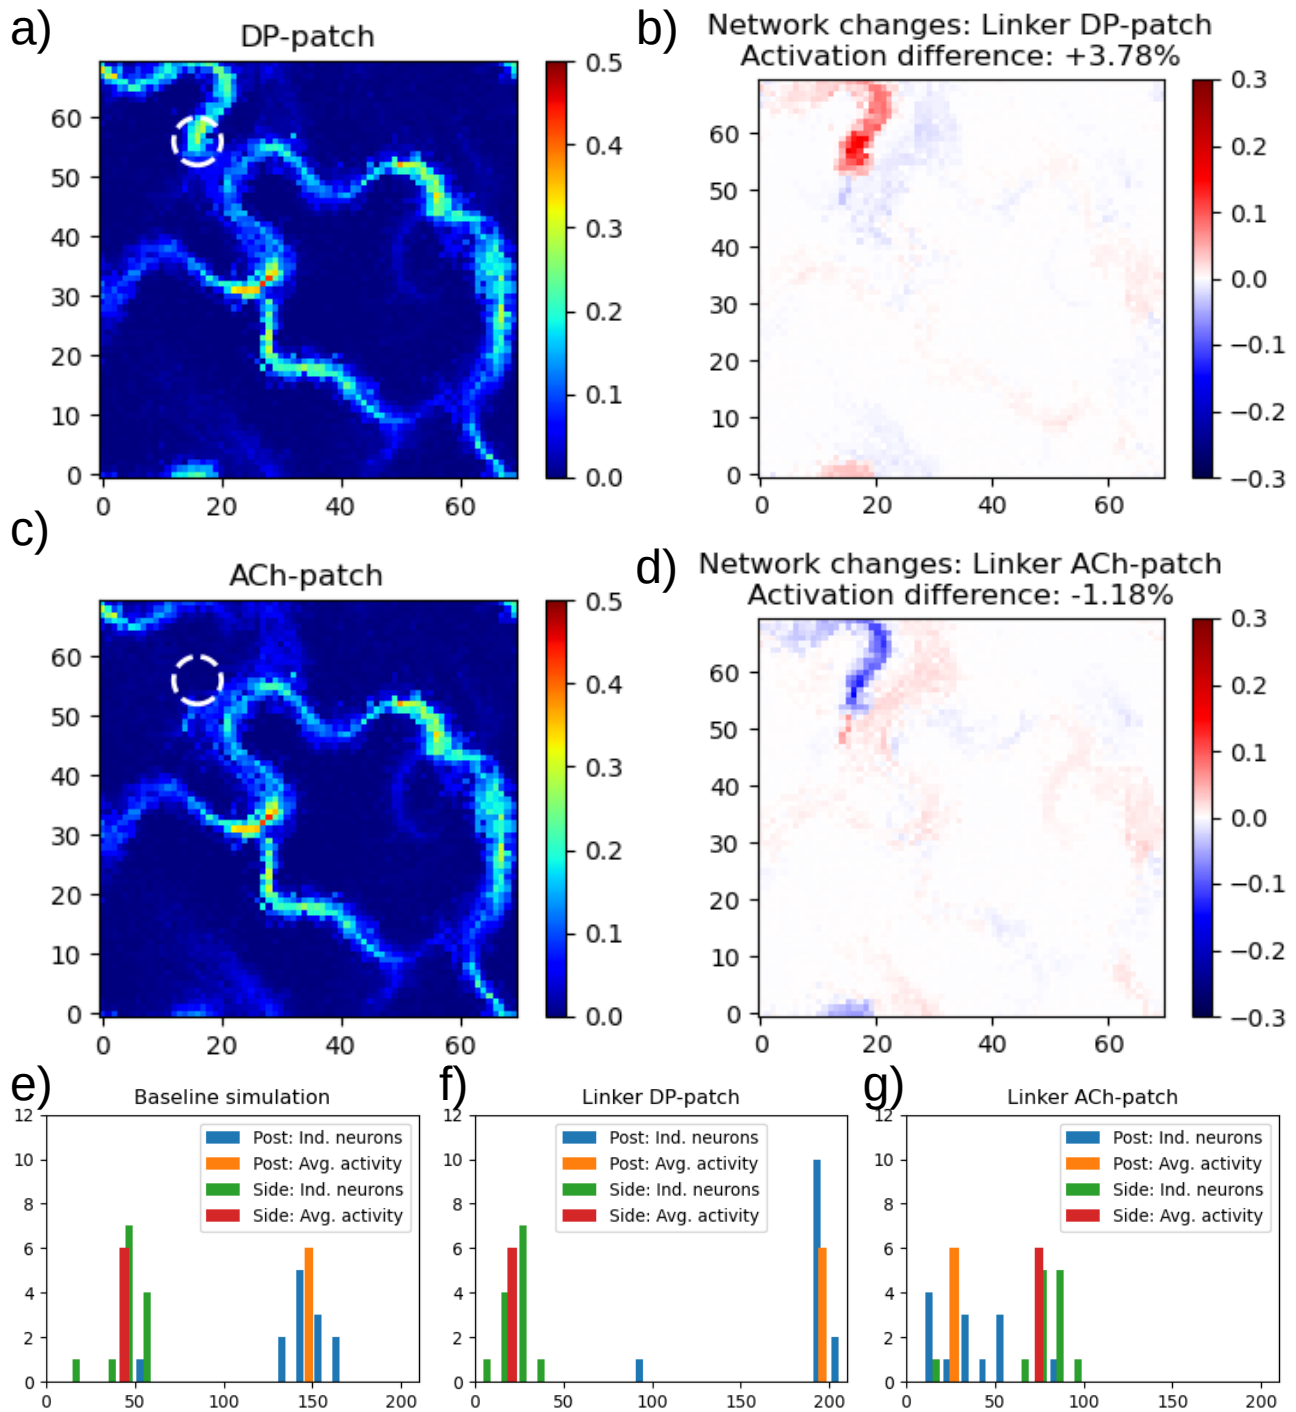 a)
DP-patch
60
50
40
30
20
10
0
0 20 40 60
0.5
0.4
0.3
0.2
0.1
0.0
b)
Network changes: Linker DP-patch
Activation difference: +3.78%
60
50
40
30
20
10
0
0 20 40 60
0.3
0.2
0.1
0.0
−0.1
−0.2
−0.3
c)
ACh-patch
60
50
40
30
20
10
0
0 20 40 60
0.5
0.4
0.3
0.2
0.1
0.0
d)
Network changes: Linker ACh-patch
Activation difference: -1.18%
60
50
40
30
20
10
0
0 20 40 60
0.3
0.2
0.1
0.0
−0.1
−0.2
−0.3
e)
Baseline simulation
12
10
8
6
4
2
0
0 50 100 150 200
Post: Ind. neurons
Post: Avg. activity
Side: Ind. neurons
Side: Avg. activity
f)
Linker DP-patch
12
10
8
6
4
2
0
0 50 100 150 200
Post: Ind. neurons
Post: Avg. activity
Side: Ind. neurons
Side: Avg. activity
g)
Linker ACh-patch
12
10
8
6
4
2
0
0 50 100 150 200
Post: Ind. neurons
Post: Avg. activity
Side: Ind. neurons
Side: Avg. activity